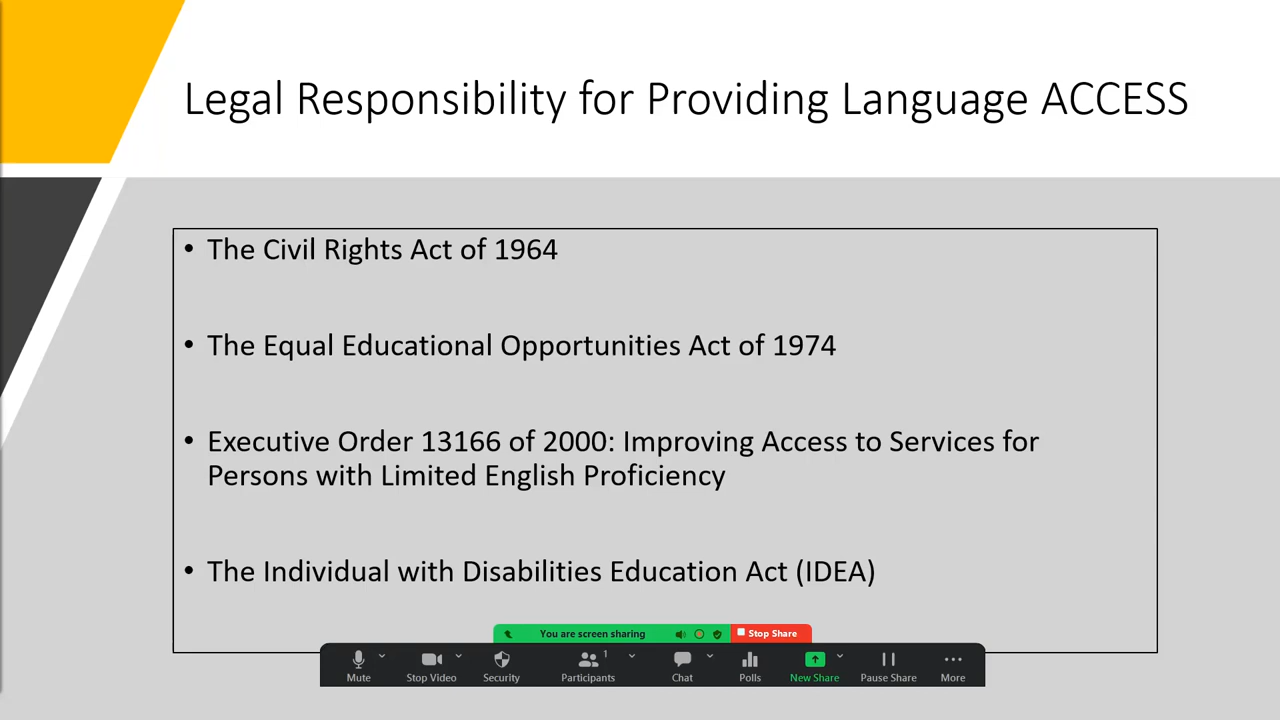 Legal Responsibility for Providing Language ACCESS
• The Civil Rights Act of 1964
• The Equal Educational Opportunities Act of 1974
• Executive Order 13166 of 2000: Improving Access to Services for
Persons with Limited English Proficiency
• The Individual with Disabilities Education Act (IDEA)
You are screen sharing Stop Share
Mute Stop Video Security Participants 1 Chat Polls New Share Pause Share More